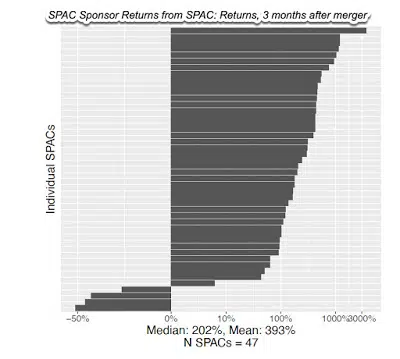 SPAC Sponsor Returns from SPAC: Returns, 3 months after merger
Individual SPACs
−50% 0% 10% 100% 1000%3000%
Median: 202%, Mean: 393%
N SPACs = 47